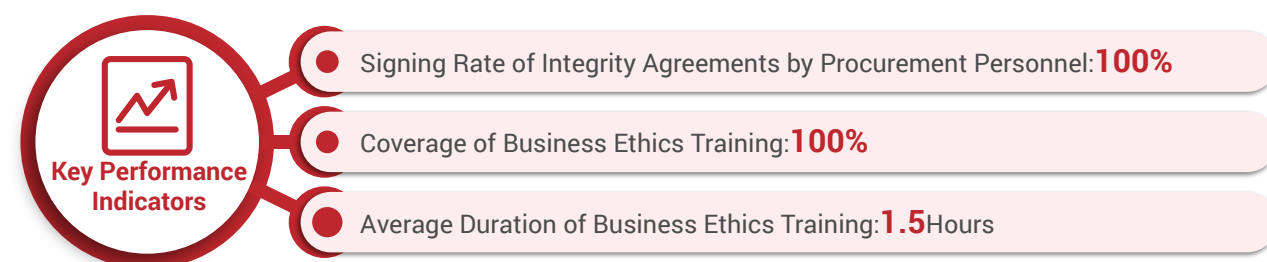 Key Performance
Indicators
Signing Rate of Integrity Agreements by Procurement Personnel:100%
Coverage of Business Ethics Training:100%
Average Duration of Business Ethics Training:1.5Hours